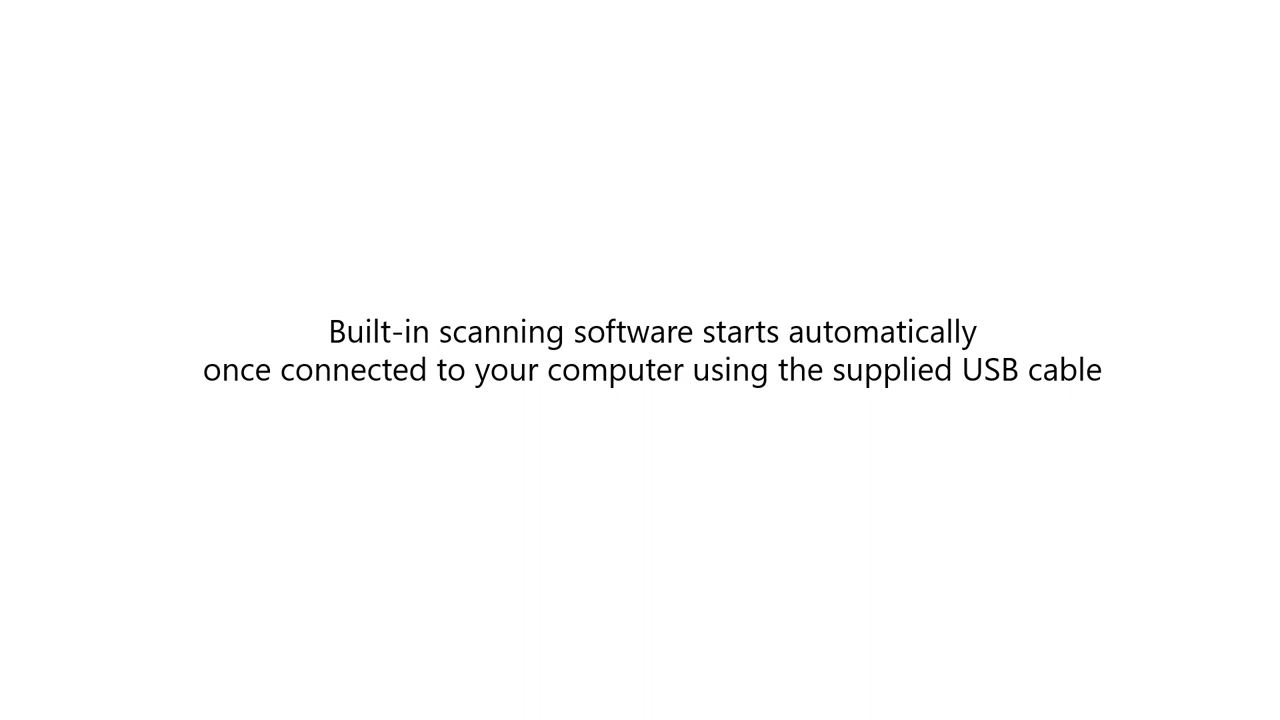 Built-in scanning software starts automatically
once connected to your computer using the supplied USB cable